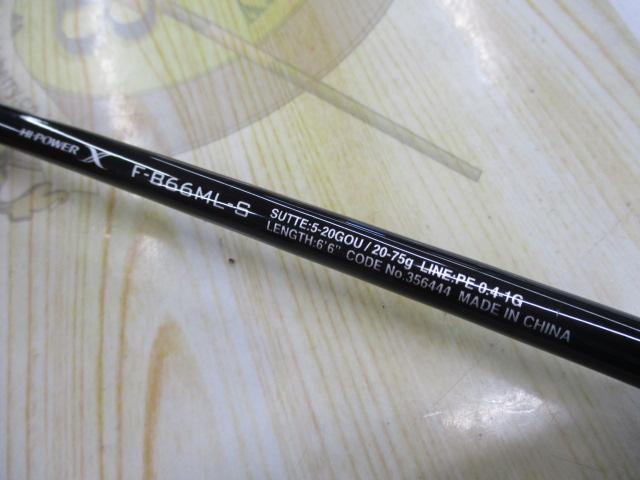 HI-POWER X F-B66ML-S
SUTTE:5-20GOU / 20-75g LINE:PE 0.4-1G
LENGTH:6'6" CODE No.356444 MADE IN CHINA
8